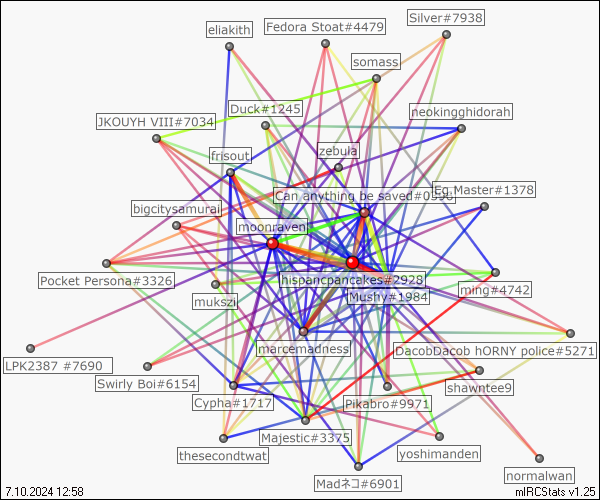 Silver#7938
Fedora Stoat#4479
eliakith
somass
Duck#1245
neokingghidorah
JKOUYH VIII#7034
zebula
frisout
Eg Master#1378
Can anything be saved#0998
bigcitysamurai
moonraven
Pocket Persona#3326
hispancpancakes#2928
ming#4742
mukszi
Mushy#1984
marcemadness
DacobDacob hORNY police#5271
LPK2387 #7690
Swirly Boi#6154
shawntee9
Cypha#1717
Pikabro#9971
Majestic#3375
thesecondtwat
yoshimanden
normalwan
Madネコ#6901
7.10.2024 12:58
mIRCStats v1.25